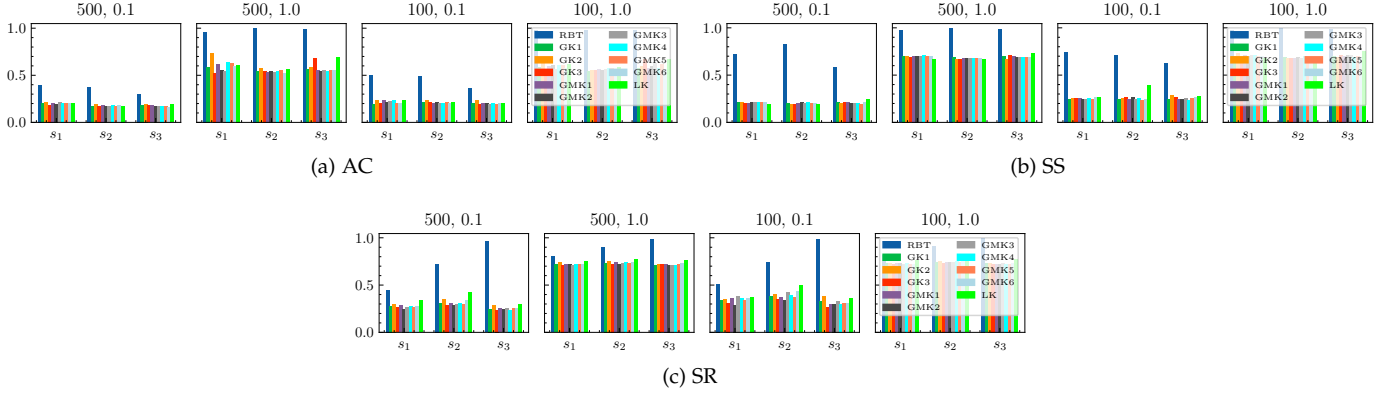 500, 0.1 500, 1.0 100, 0.1 100, 1.0
1.0
0.5
0.0
s1 s2 s3 s1 s2 s3 s1 s2 s3 s1 s2 s3
RBT
GK1
GK2
GK3
GMK1
GMK2
GMK3
GMK4
GMK5
GMK6
LK
(a) AC
500, 0.1 500, 1.0 100, 0.1 100, 1.0
1.0
0.5
0.0
s1 s2 s3 s1 s2 s3 s1 s2 s3 s1 s2 s3
RBT
GK1
GK2
GK3
GMK1
GMK2
GMK3
GMK4
GMK5
GMK6
LK
(b) SS
500, 0.1 500, 1.0 100, 0.1 100, 1.0
1.0
0.5
0.0
s1 s2 s3 s1 s2 s3 s1 s2 s3 s1 s2 s3
RBT
GK1
GK2
GK3
GMK1
GMK2
GMK3
GMK4
GMK5
GMK6
LK
(c) SR